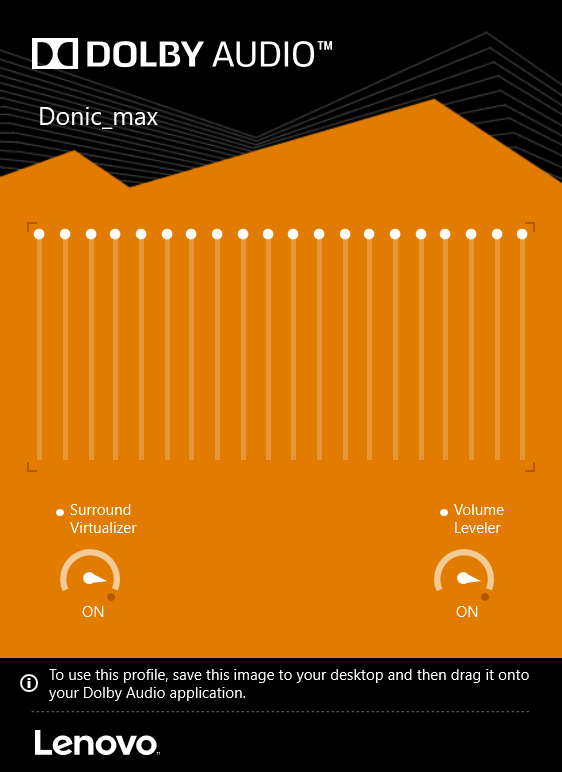 DOLBY AUDIO™
Donic_max
Surround
Virtualizer
Volume
Leveler
ON
ON
To use this profile, save this image to your desktop and then drag it onto
your Dolby Audio application.
Lenovo™